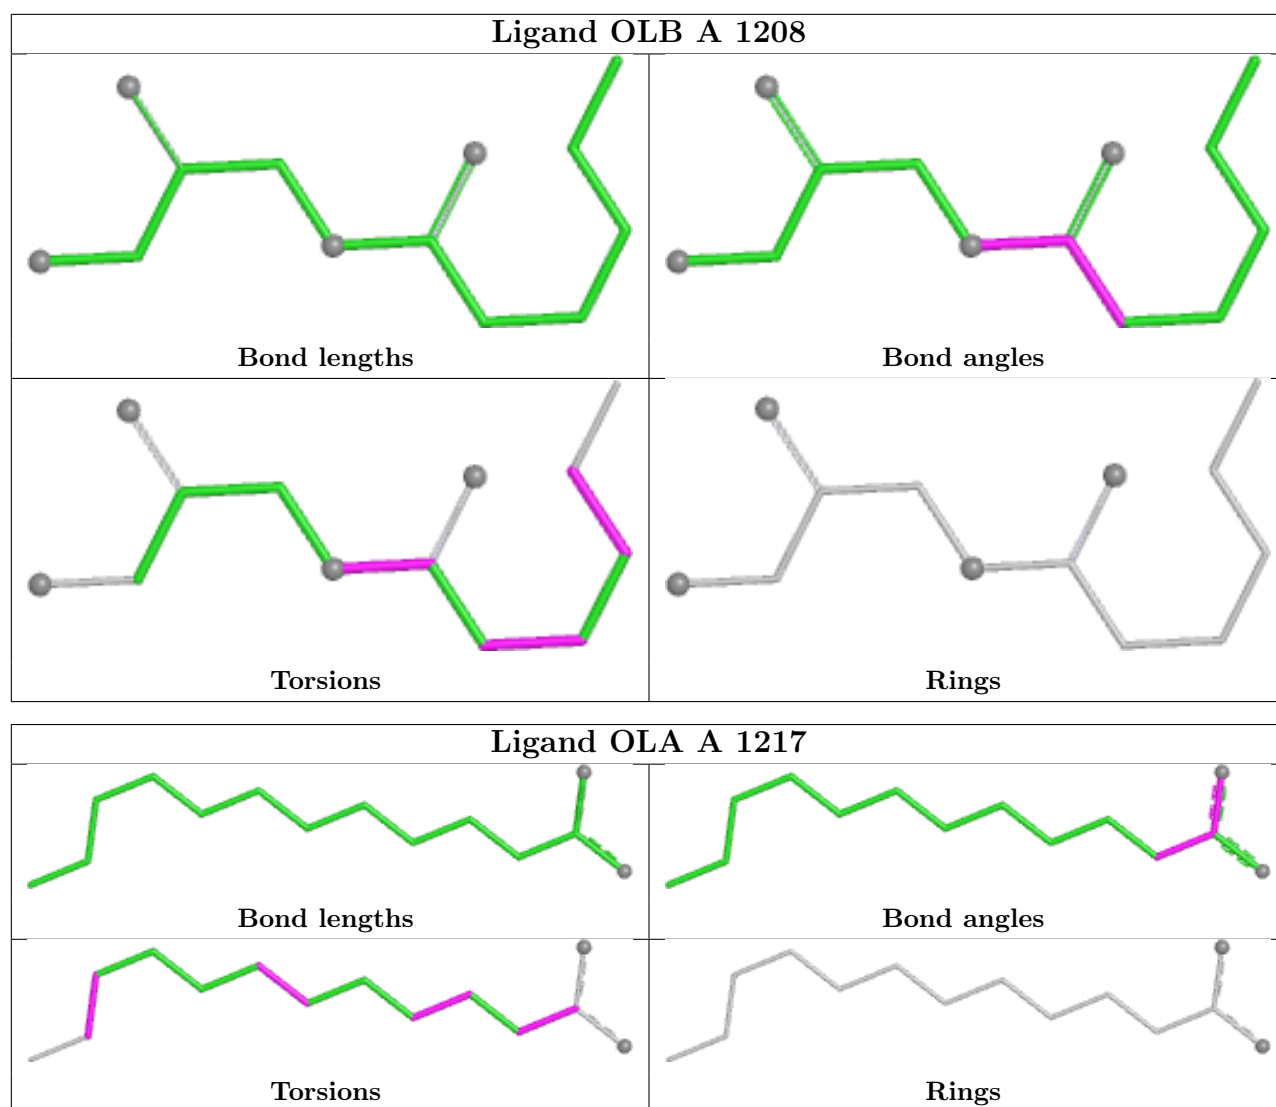 Ligand OLB A 1208
Bond lengths
Bond angles
Torsions
Rings
Ligand OLA A 1217
Bond lengths
Bond angles
Torsions
Rings